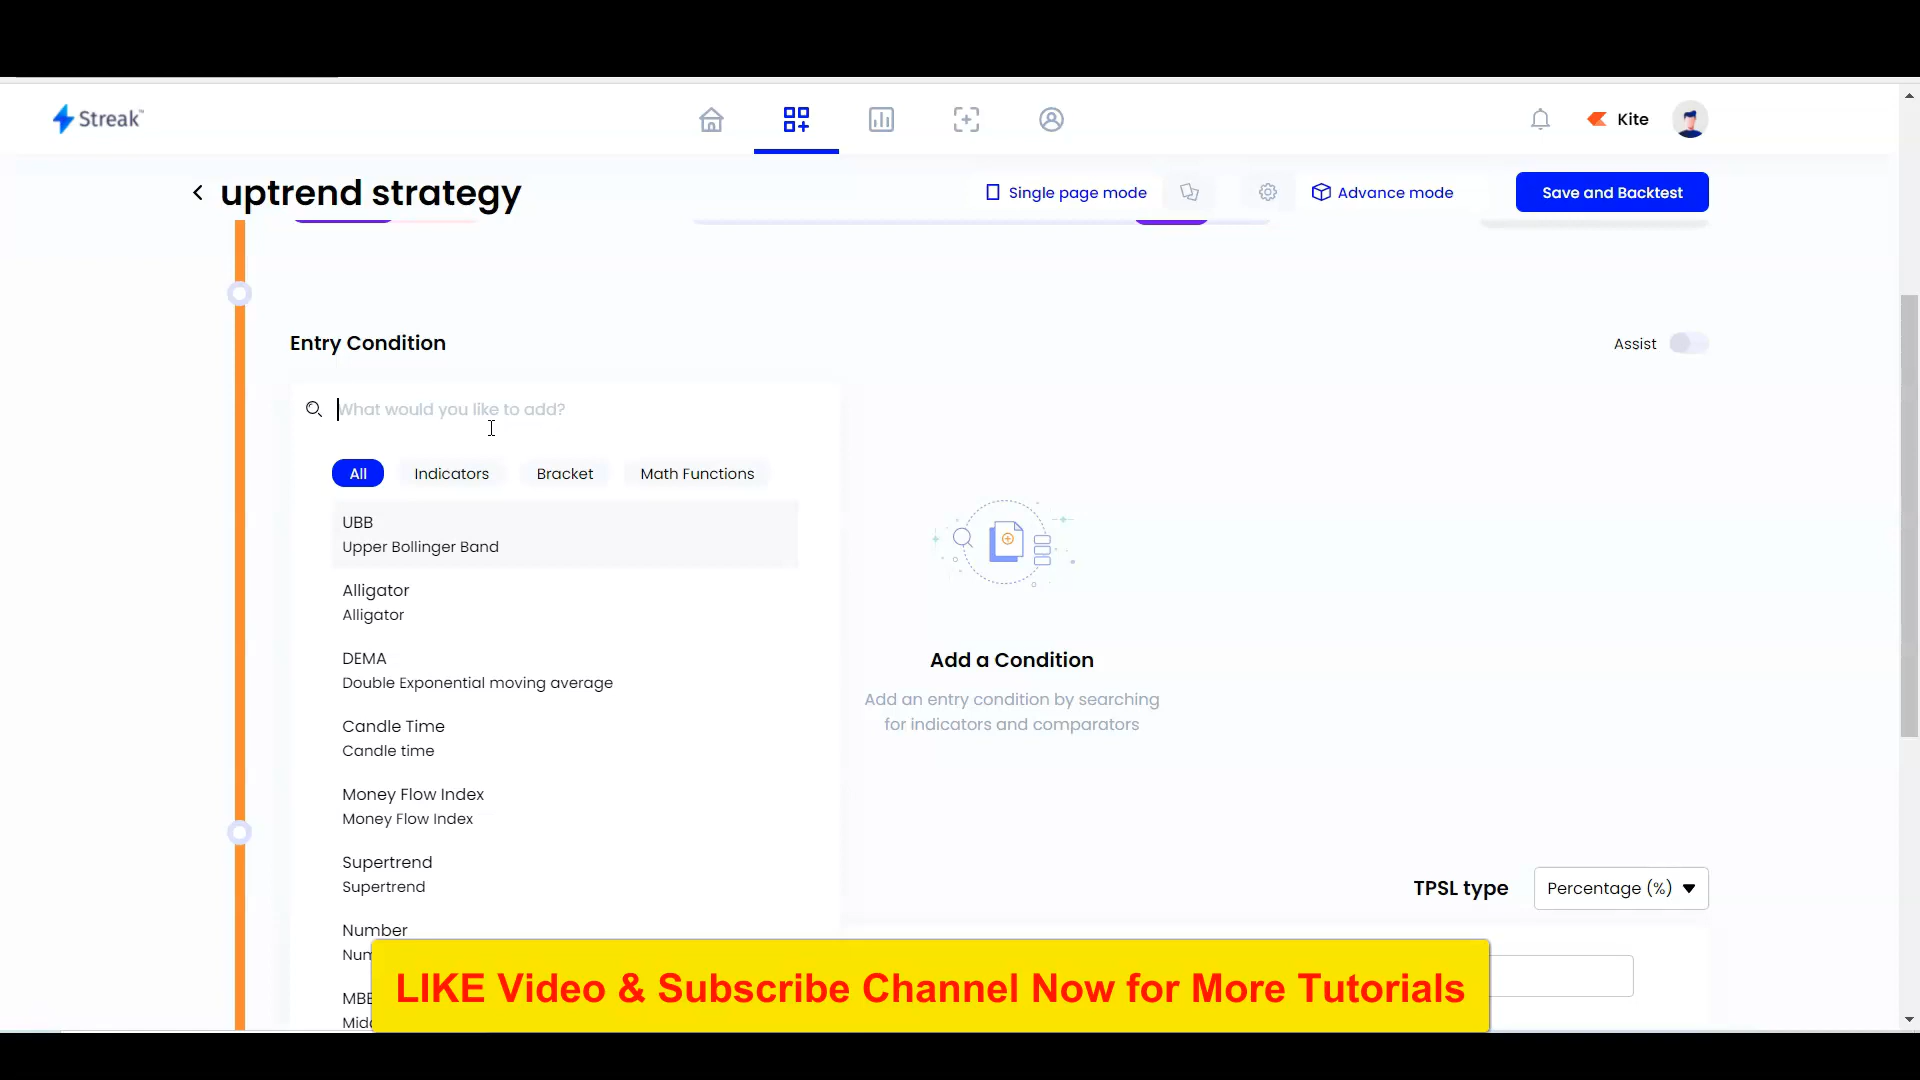 Streak™
Kite
uptrend strategy
Single page mode
Advance mode
Save and Backtest
Entry Condition
Assist
What would you like to add?
All
Indicators
Bracket
Math Functions
UBB
Upper Bollinger Band
Alligator
Alligator
DEMA
Double Exponential moving average
Candle Time
Candle time
Money Flow Index
Money Flow Index
Supertrend
Supertrend
Number
Add a Condition
Add an entry condition by searching
for indicators and comparators
TPSL type
Percentage (%)
LIKE Video & Subscribe Channel Now for More Tutorials